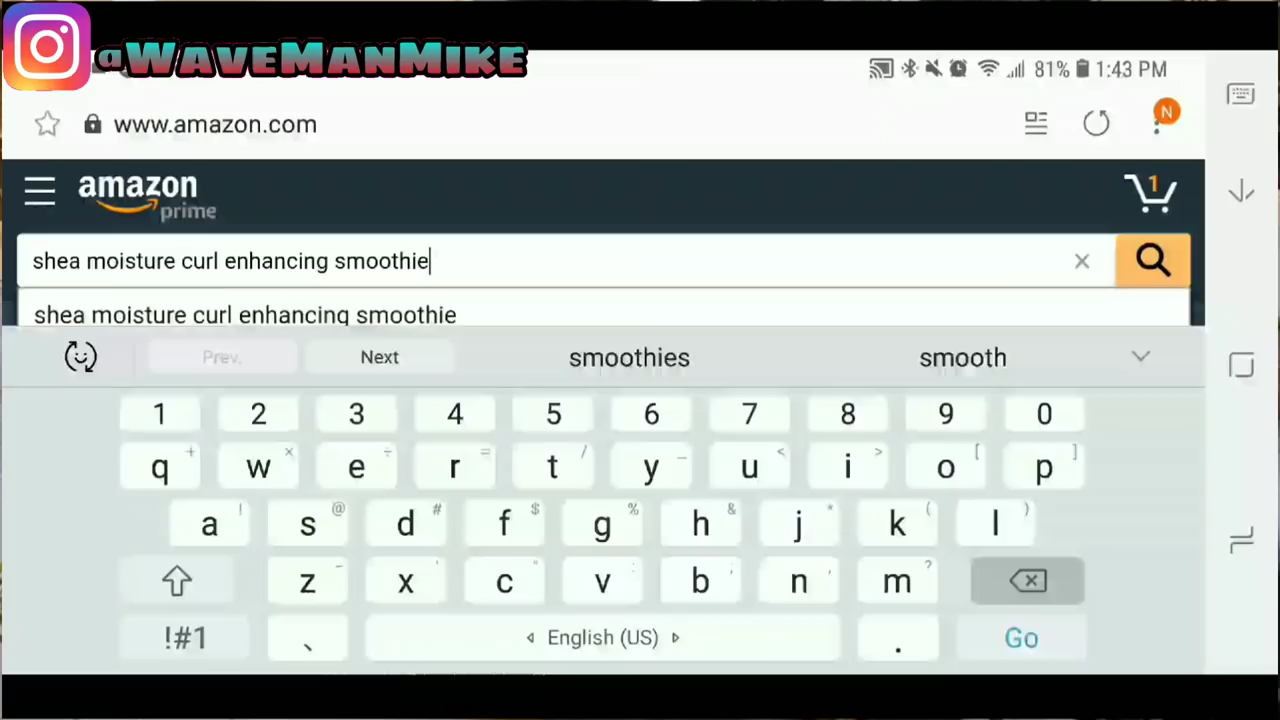 @WaveManMike
81% 1:43 PM
www.amazon.com
N
amazon
prime
1
shea moisture curl enhancing smoothie
×
shea moisture curl enhancing smoothie
Prev. Next smoothies smooth
1 2 3 4 5 6 7 8 9 0
q + w × e ÷ r = t / y _ u < i > o [ p ]
a ! s @ d # f $ g % h & j * k ( l )
z - x ' c " v : b ; n , m ?
!#1 、 English (US) . Go